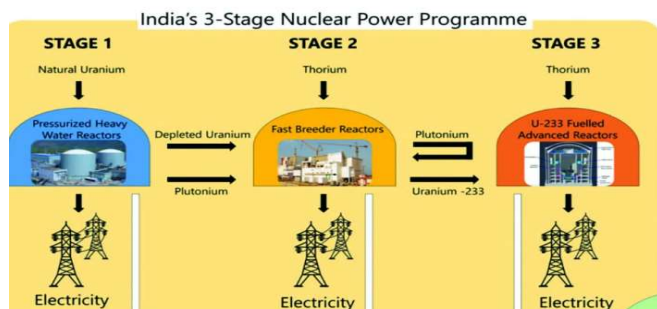 India's 3-Stage Nuclear Power Programme
STAGE 1
STAGE 2
STAGE 3
Natural Uranium
Thorium
Thorium
Pressurized Heavy
Water Reactors
Depleted Uranium
Fast Breeder Reactors
Plutonium
U-233 Fuelled
Advanced Reactors
Plutonium
Uranium -233
Electricity
Electricity
Electricity